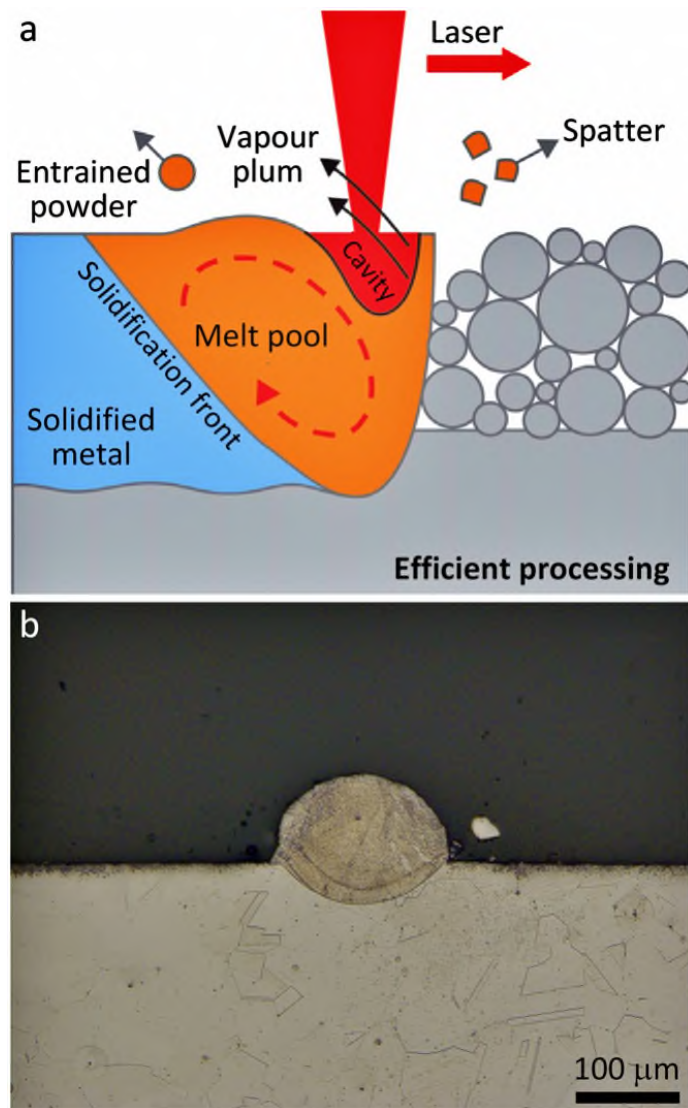 a
Laser
Vapour
plum
Spatter
Entrained
powder
Cavity
Solidification front
Melt pool
Solidified
metal
Efficient processing
b
100 μm